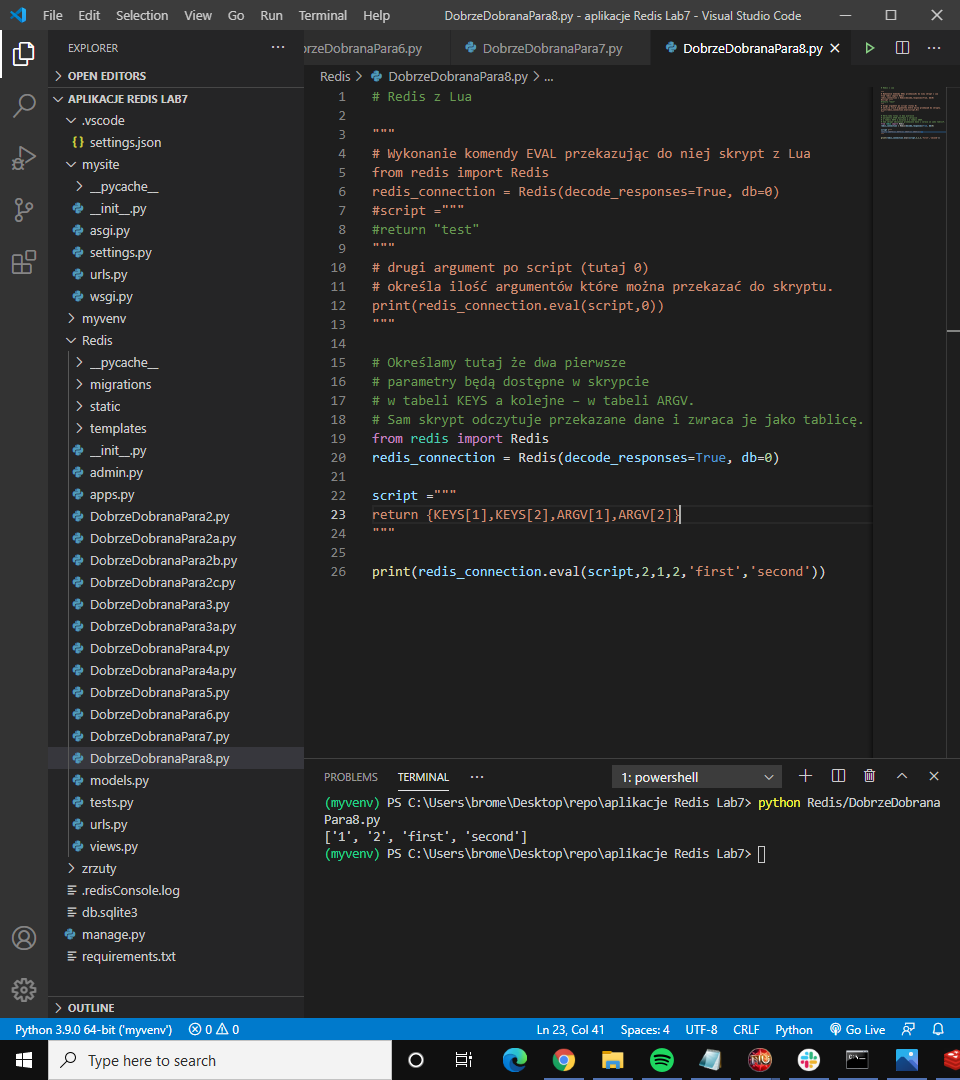 File Edit Selection View Go Run Terminal Help DobrzeDobranaPara8.py - aplikacje Redis Lab7 - Visual Studio Code
EXPLORER
OPEN EDITORS
APLIKACJE REDIS LAB7
.vscode
{} settings.json
mysite
__pycache__
__init__.py
asgi.py
settings.py
urls.py
wsgi.py
myvenv
Redis
__pycache__
migrations
static
templates
__init__.py
admin.py
apps.py
DobrzeDobranaPara2.py
DobrzeDobranaPara2a.py
DobrzeDobranaPara2b.py
DobrzeDobranaPara2c.py
DobrzeDobranaPara3.py
DobrzeDobranaPara3a.py
DobrzeDobranaPara4.py
DobrzeDobranaPara4a.py
DobrzeDobranaPara5.py
DobrzeDobranaPara6.py
DobrzeDobranaPara7.py
DobrzeDobranaPara8.py
models.py
tests.py
urls.py
views.py
zrzuty
.redisConsole.log
db.sqlite3
manage.py
requirements.txt
OUTLINE
rzeDobranaPara6.py DobrzeDobranaPara7.py DobrzeDobranaPara8.py
Redis > DobrzeDobranaPara8.py > ...
1 # Redis z Lua
2
3 """
4 # Wykonanie komendy EVAL przekazując do niej skrypt z Lua
5 from redis import Redis
6 redis_connection = Redis(decode_responses=True, db=0)
7 #script ="""
8 #return "test"
9 """
10 # drugi argument po script (tutaj 0)
11 # określa ilość argumentów które można przekazać do skryptu.
12 print(redis_connection.eval(script,0))
13 """
14
15 # Określamy tutaj że dwa pierwsze
16 # parametry będą dostępne w skrypcie
17 # w tabeli KEYS a kolejne – w tabeli ARGV.
18 # Sam skrypt odczytuje przekazane dane i zwraca je jako tablicę.
19 from redis import Redis
20 redis_connection = Redis(decode_responses=True, db=0)
21
22 script ="""
23 return {KEYS[1],KEYS[2],ARGV[1],ARGV[2]}
24 """
25
26 print(redis_connection.eval(script,2,1,2,'first','second'))
PROBLEMS TERMINAL ··· 1: powershell
(myvenv) PS C:\Users\brome\Desktop\repo\aplikacje Redis Lab7> python Redis/DobrzeDobrana
Para8.py
['1', '2', 'first', 'second']
(myvenv) PS C:\Users\brome\Desktop\repo\aplikacje Redis Lab7>
Python 3.9.0 64-bit ('myvenv') 0 0 Ln 23, Col 41 Spaces: 4 UTF-8 CRLF Python Go Live
Type here to search